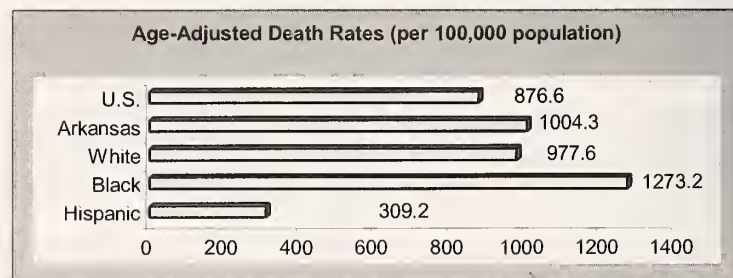 Age-Adjusted Death Rates (per 100,000 population)
U.S. 876.6
Arkansas 1004.3
White 977.6
Black 1273.2
Hispanic 309.2
0 200 400 600 800 1000 1200 1400